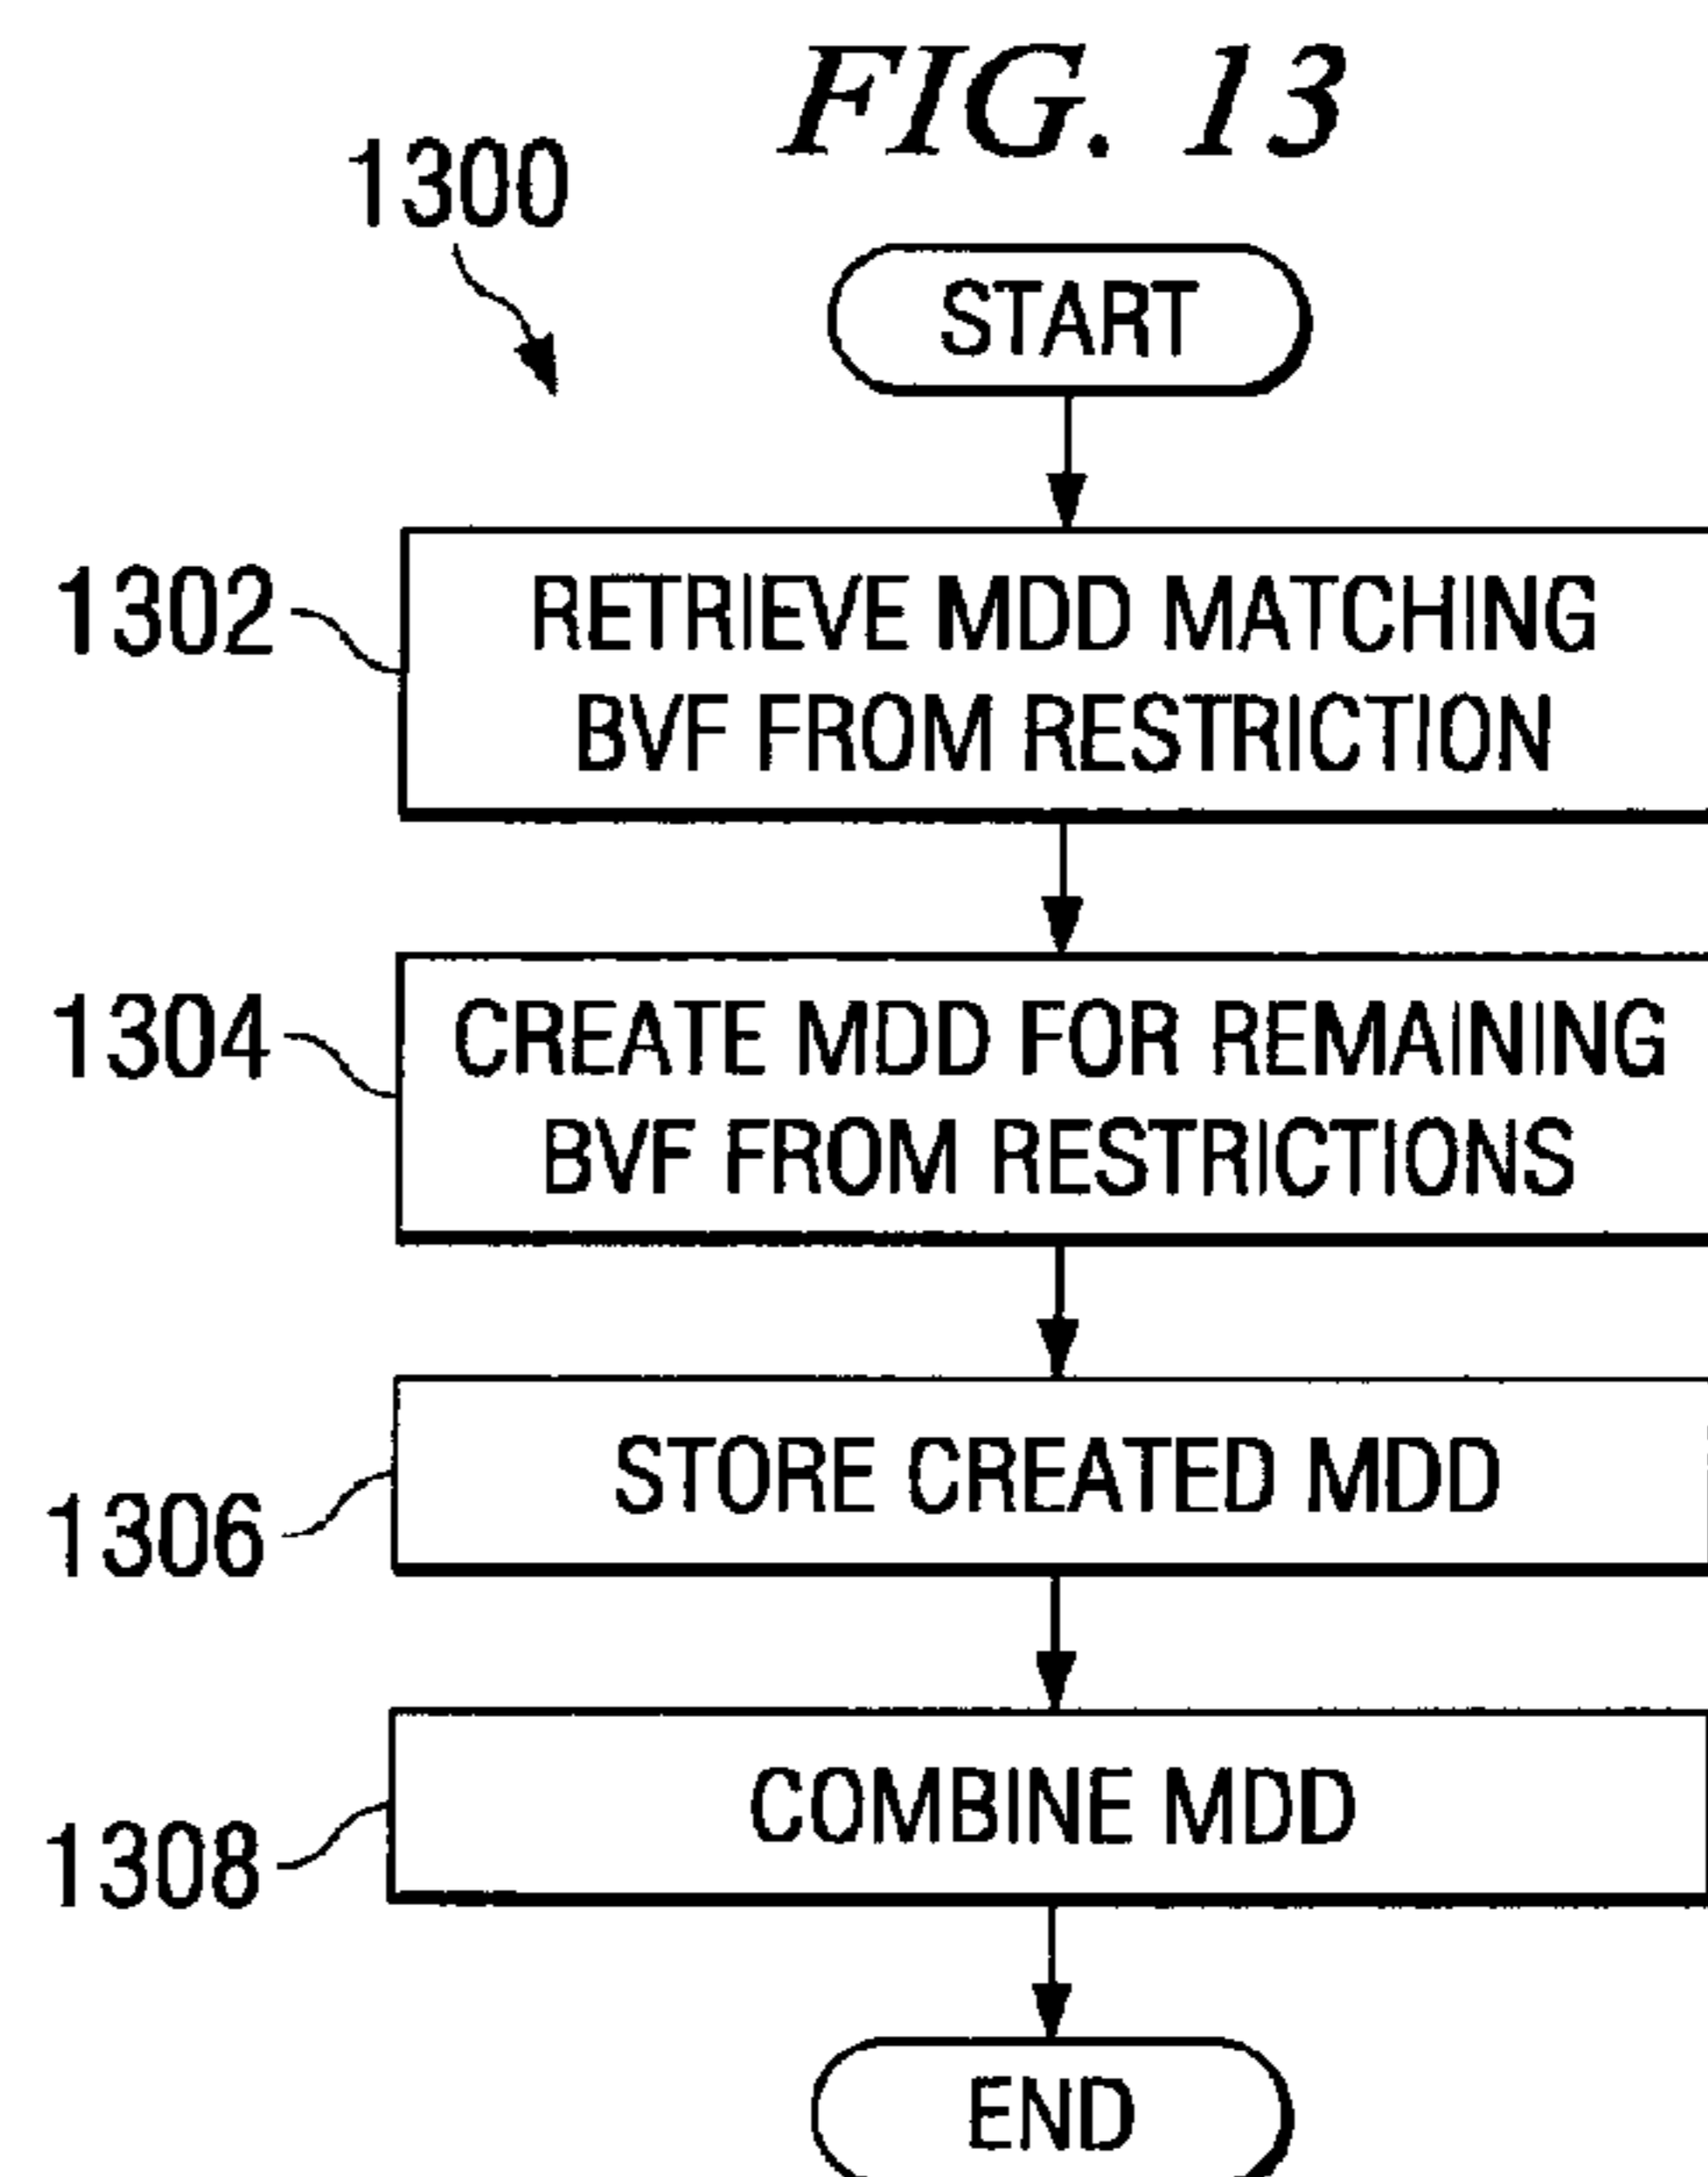 FIG. 13
1300
START
1302
RETRIEVE MDD MATCHING
BVF FROM RESTRICTION
1304
CREATE MDD FOR REMAINING
BVF FROM RESTRICTIONS
1306
STORE CREATED MDD
1308
COMBINE MDD
END